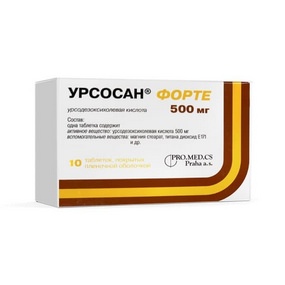 УРСОСАН® ФОРТЕ
урсодезоксихолевая кислота
500 мг
Состав:
одна таблетка содержит
активное вещество: урсодезоксихолевая кислота 500 мг
вспомогательные вещества: магния стеарат, титана диоксид Е171
и др.
10 таблеток, покрытых
пленочной оболочкой
PRO.MED.CS
Praha a.s.